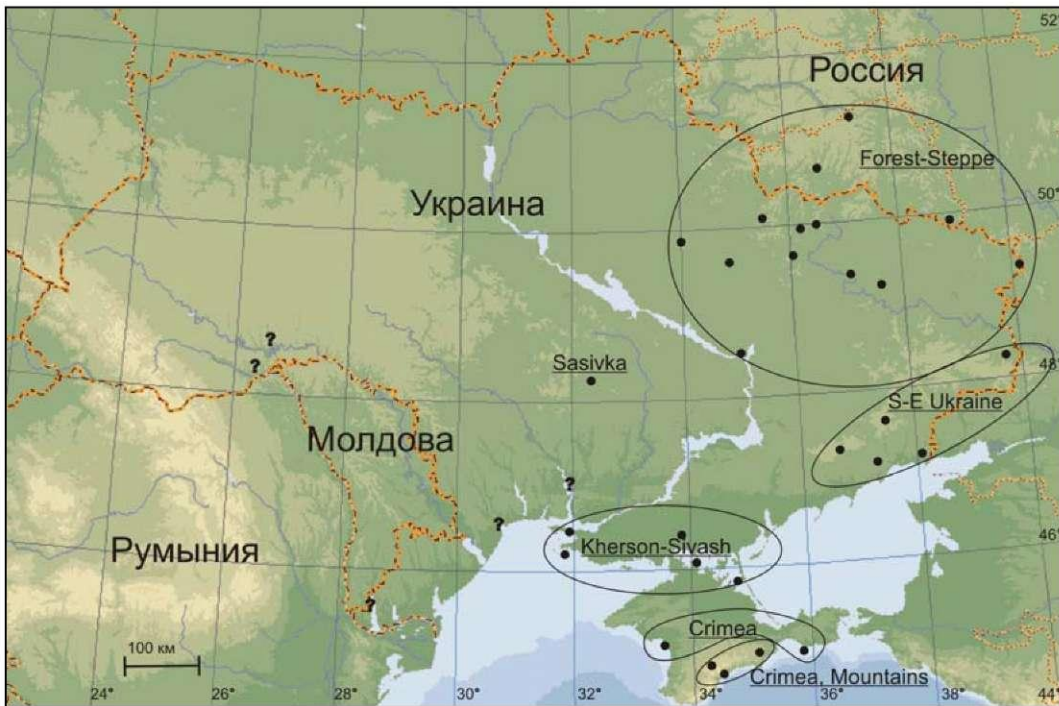 52°
Россия
Forest-Steppe
50°
Украина
?
?
Sasivka
48°
S-E Ukraine
Молдова
?
?
46°
Румыния
Kherson-Sivash
?
Crimea
100 км
Crimea, Mountains
24°
26°
28°
30°
32°
34°
36°
38°
44°